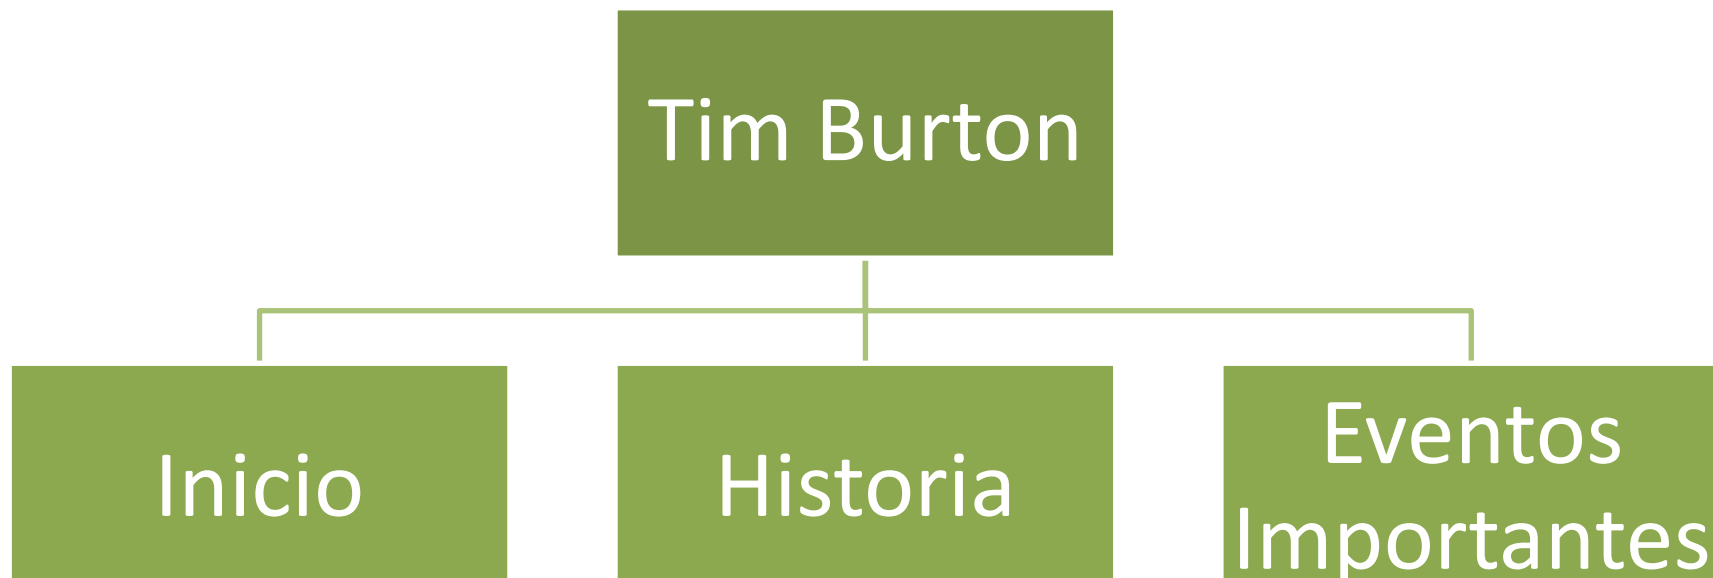 Tim Burton
Inicio
Historia
Eventos
Importantes